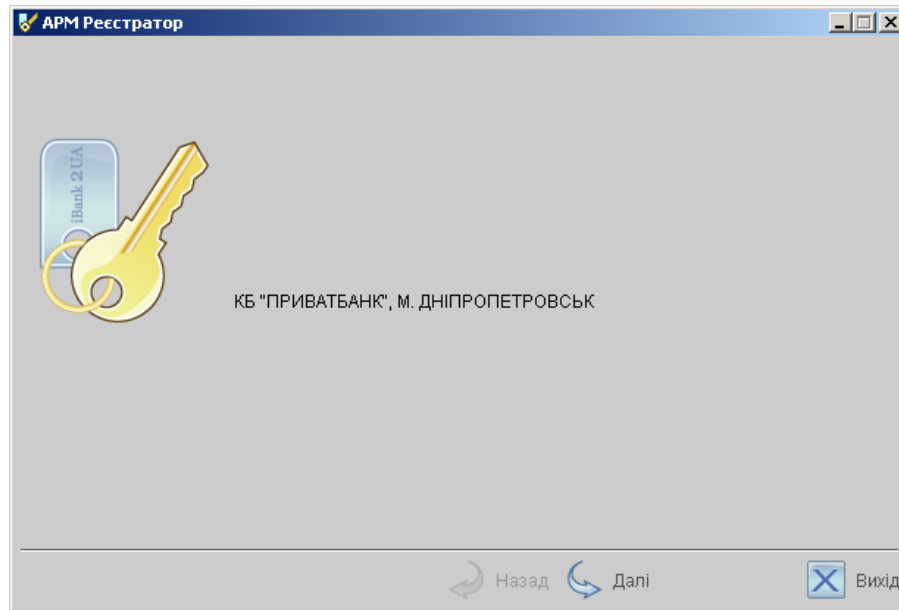 АРМ Реєстратор
iBank 2 UA
КБ "ПРИВАТБАНК", М. ДНІПРОПЕТРОВСЬК
Назад Далі Вихід